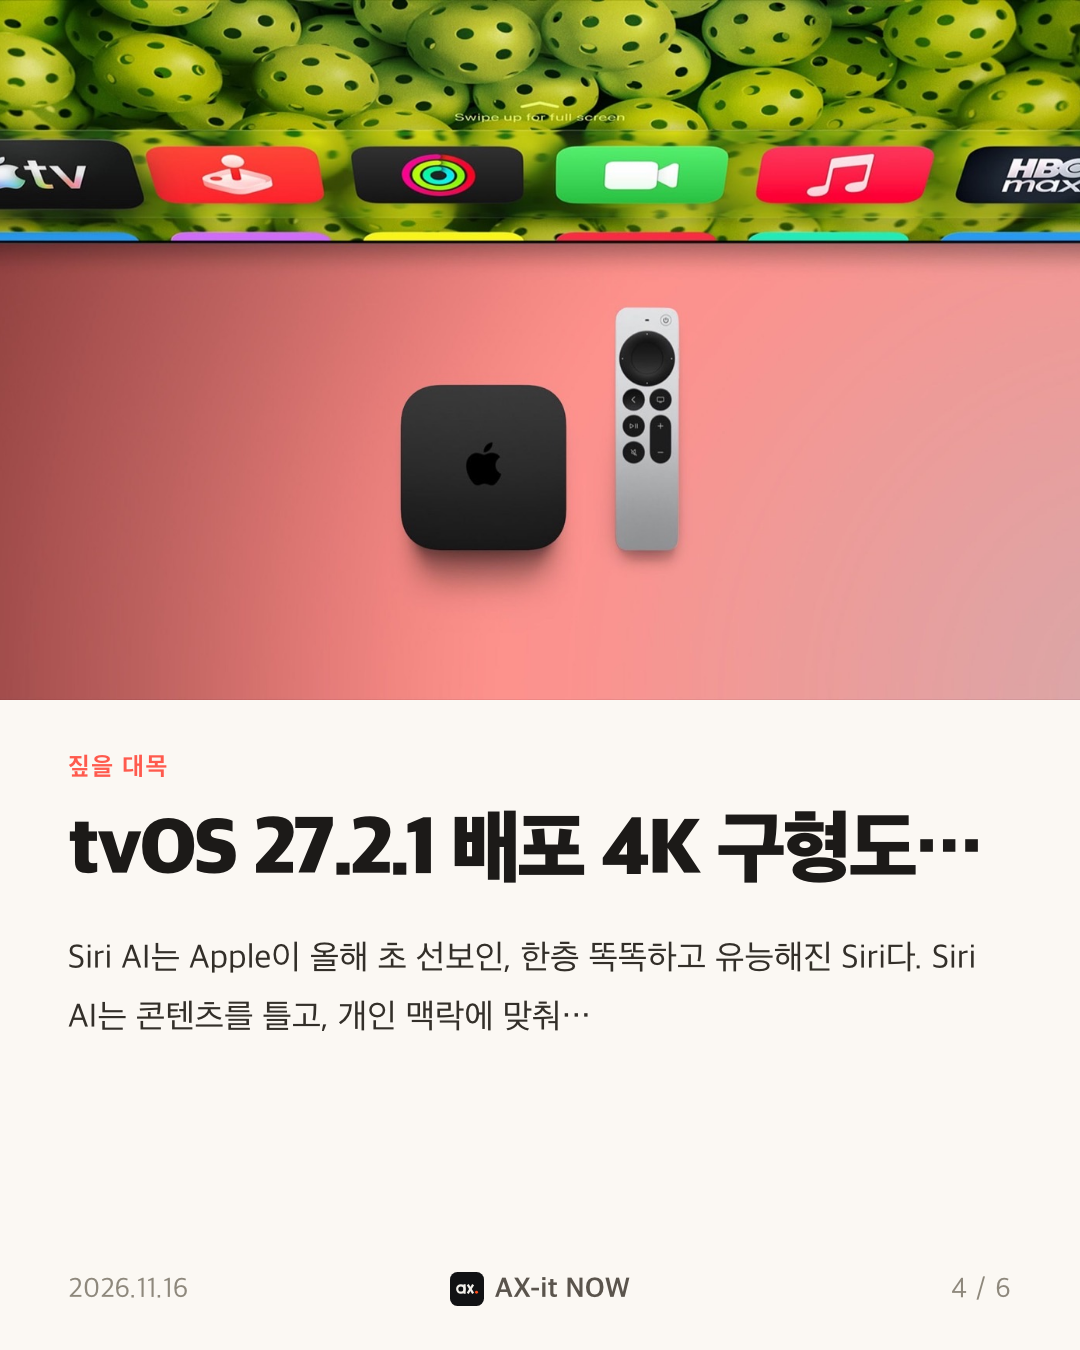 Swipe up for full screen
tv
HBO
max
짚을 대목
tvOS 27.2.1 배포 4K 구형도…
Siri AI는 Apple이 올해 초 선보인, 한층 똑똑하고 유능해진 Siri다. Siri
AI는 콘텐츠를 틀고, 개인 맥락에 맞춰…
2026.11.16
ax.
AX-it NOW
4 / 6